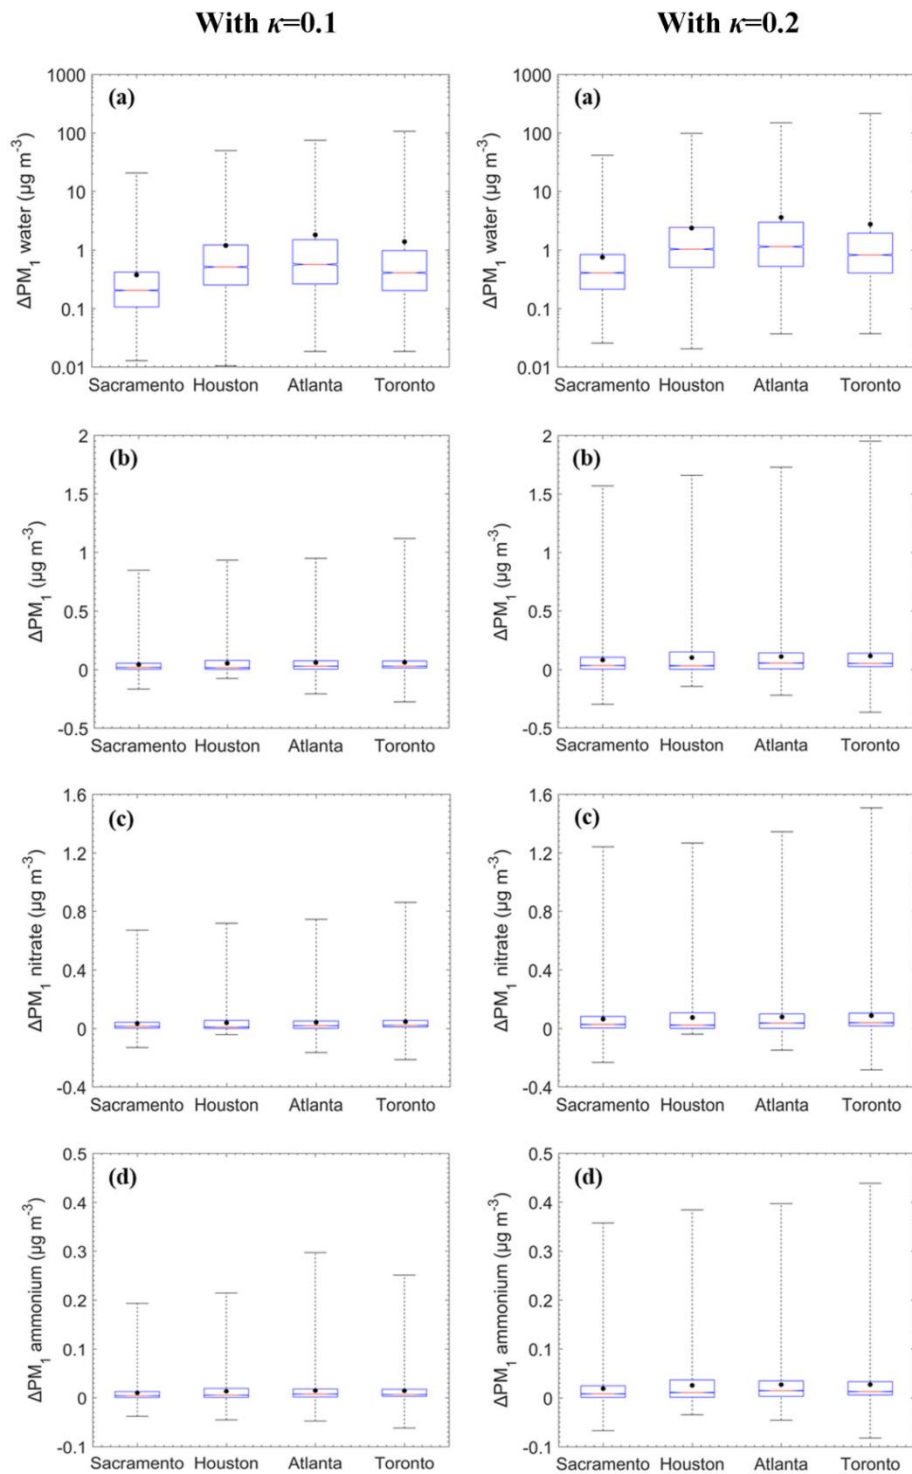 With κ=0.1
With κ=0.2
(a)
ΔPM₁ water (µg m⁻³)
1000
100
10
1
0.1
0.01
Sacramento Houston Atlanta Toronto
(a)
ΔPM₁ water (µg m⁻³)
1000
100
10
1
0.1
0.01
Sacramento Houston Atlanta Toronto
(b)
ΔPM₁ (µg m⁻³)
2
1.5
1
0.5
0
-0.5
Sacramento Houston Atlanta Toronto
(b)
ΔPM₁ (µg m⁻³)
2
1.5
1
0.5
0
-0.5
Sacramento Houston Atlanta Toronto
(c)
ΔPM₁ nitrate (µg m⁻³)
1.6
1.2
0.8
0.4
0
-0.4
Sacramento Houston Atlanta Toronto
(c)
ΔPM₁ nitrate (µg m⁻³)
1.6
1.2
0.8
0.4
0
-0.4
Sacramento Houston Atlanta Toronto
(d)
ΔPM₁ ammonium (µg m⁻³)
0.5
0.4
0.3
0.2
0.1
0
-0.1
Sacramento Houston Atlanta Toronto
(d)
ΔPM₁ ammonium (µg m⁻³)
0.5
0.4
0.3
0.2
0.1
0
-0.1
Sacramento Houston Atlanta Toronto